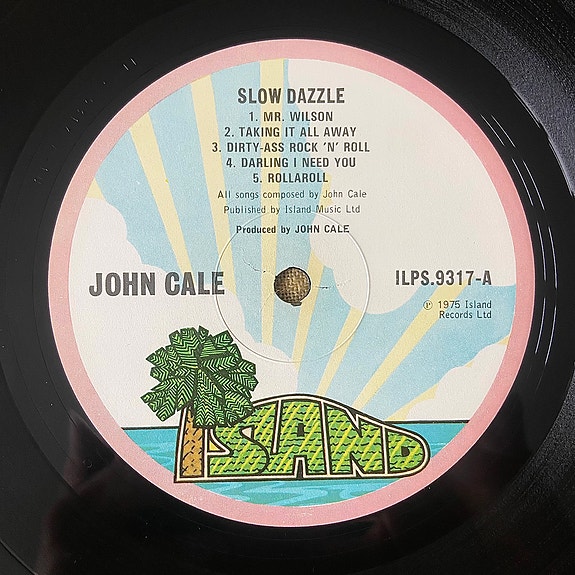 SLOW DAZZLE
1. MR. WILSON
2. TAKING IT ALL AWAY
3. DIRTY-ASS ROCK 'N' ROLL
4. DARLING I NEED YOU
5. ROLLAROLL
All songs composed by John Cale
Published by Island Music Ltd
Produced by JOHN CALE
JOHN CALE
ILPS.9317-A
℗ 1975 Island
Records Ltd
ISLAND